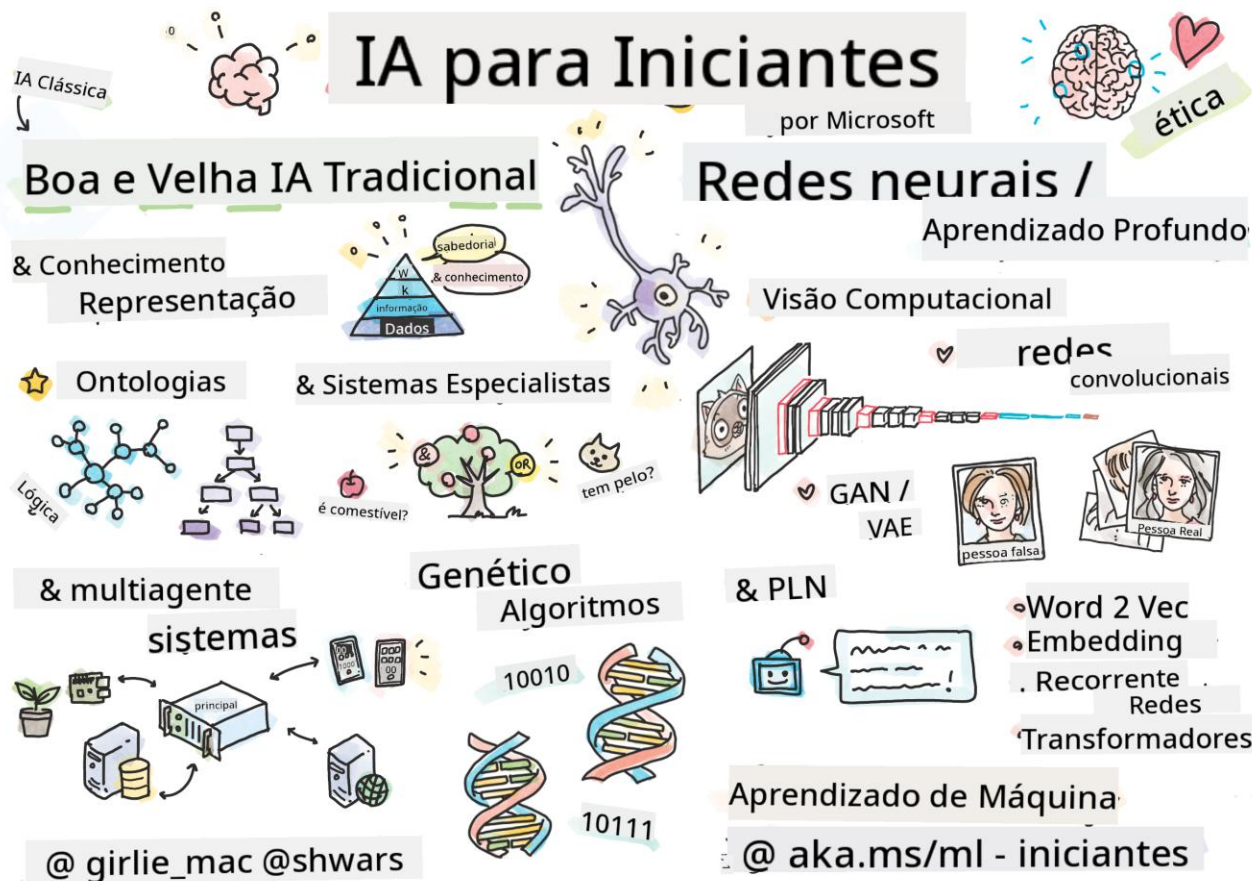 IA para Iniciantes
por Microsoft
IA Clássica
ética
Boa e Velha IA Tradicional
& Conhecimento
Representação
sabedoria
& conhecimento
W
k
informação
Dados
Ontologias
Lógica
& Sistemas Especialistas
&
OR
é comestível?
tem pelo?
& multiagente
sistemas
principal
Genético
Algoritmos
10010
10111
@ girlie_mac @shwars
Redes neurais /
Aprendizado Profundo
Visão Computacional
redes
convolucionais
GAN /
VAE
pessoa falsa
Pessoa Real
& PLN
Word 2 Vec
Embedding
Recorrente
Redes
Transformadores
Aprendizado de Máquina
@ aka.ms/ml - iniciantes